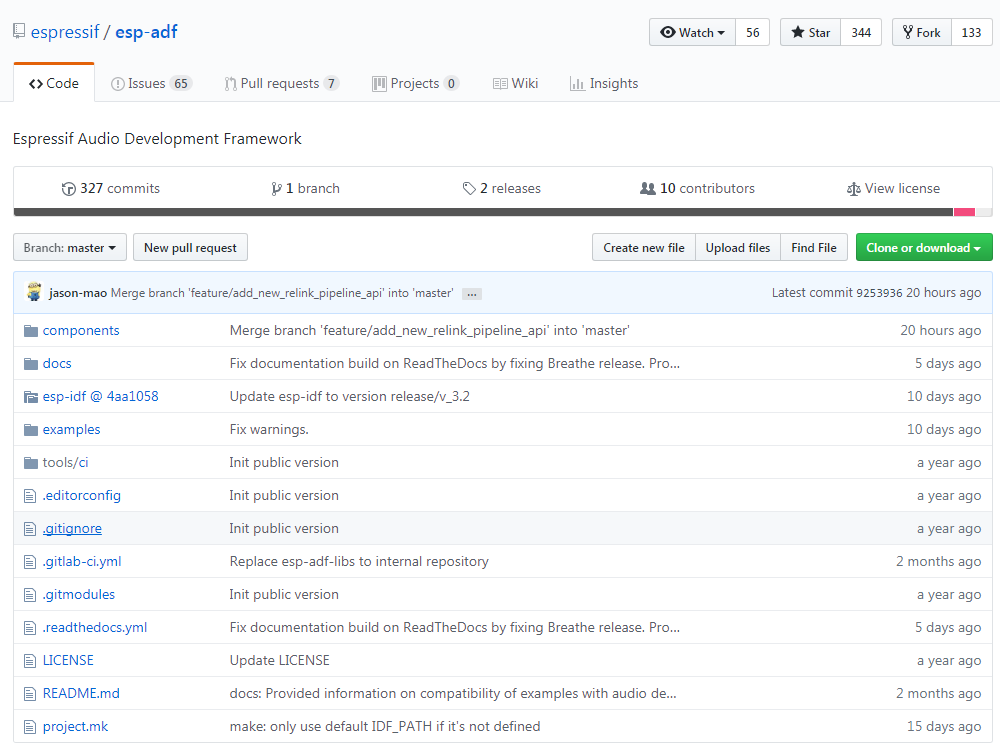 espressif / esp-adf Watch 56 Star 344 Fork 133
Code Issues 65 Pull requests 7 Projects 0 Wiki Insights
Espressif Audio Development Framework
327 commits 1 branch 2 releases 10 contributors View license
Branch: master New pull request Create new file Upload files Find File Clone or download
jason-mao Merge branch 'feature/add_new_relink_pipeline_api' into 'master' ... Latest commit 9253936 20 hours ago
components Merge branch 'feature/add_new_relink_pipeline_api' into 'master' 20 hours ago
docs Fix documentation build on ReadTheDocs by fixing Breathe release. Pro... 5 days ago
esp-idf @ 4aa1058 Update esp-idf to version release/v_3.2 10 days ago
examples Fix warnings. 10 days ago
tools/ci Init public version a year ago
.editorconfig Init public version a year ago
.gitignore Init public version a year ago
.gitlab-ci.yml Replace esp-adf-libs to internal repository 2 months ago
.gitmodules Init public version a year ago
.readthedocs.yml Fix documentation build on ReadTheDocs by fixing Breathe release. Pro... 5 days ago
LICENSE Update LICENSE a year ago
README.md docs: Provided information on compatibility of examples with audio de... 2 months ago
project.mk make: only use default IDF_PATH if it's not defined 15 days ago